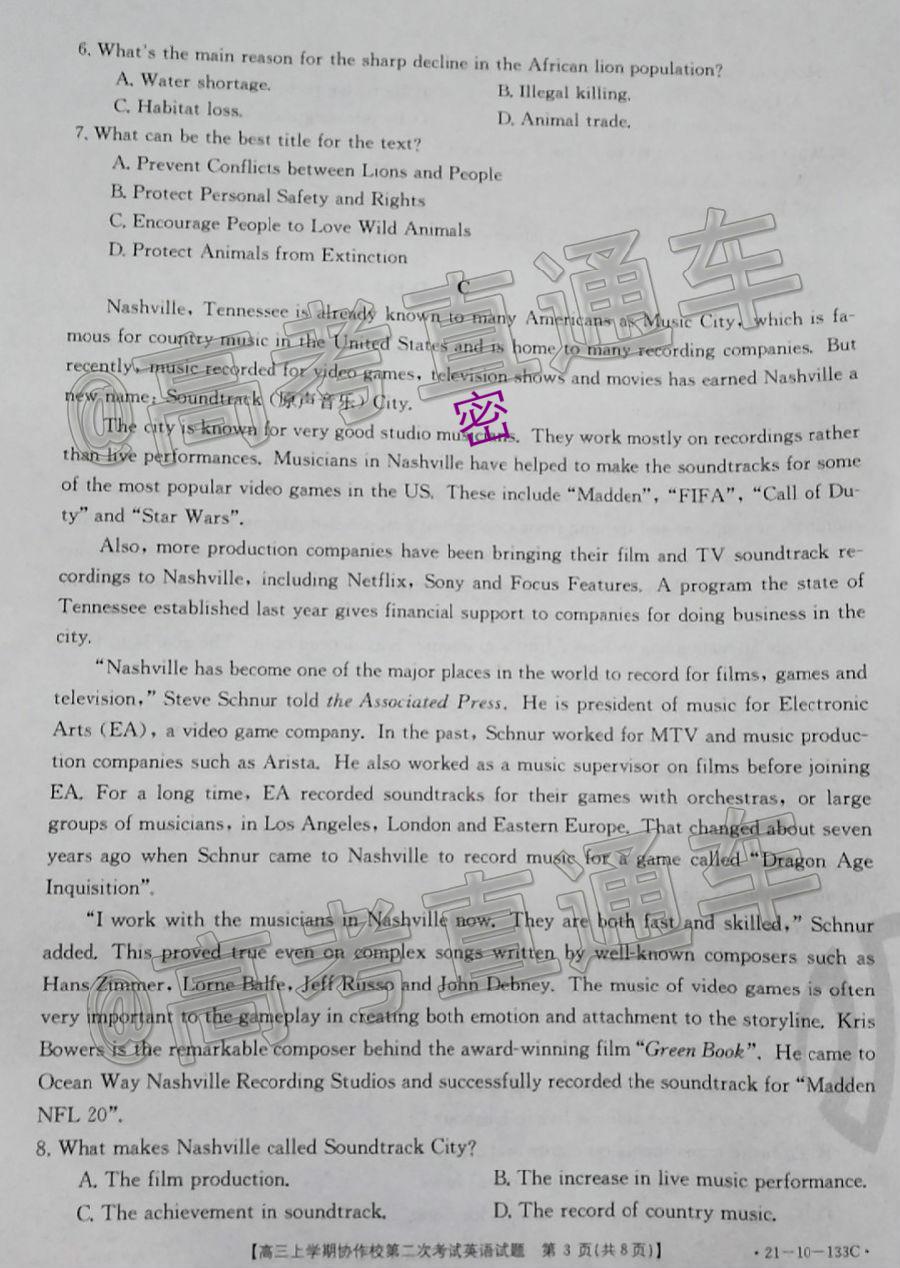 6. What's the main reason for the sharp decline in the African lion population?
A. Water shortage.
B. Illegal killing.
C. Habitat loss.
D. Animal trade.
7. What can be the best title for the text?
A. Prevent Conflicts between Lions and People
B. Protect Personal Safety and Rights
C. Encourage People to Love Wild Animals
D. Protect Animals from Extinction
C
Nashville, Tennessee is already known to many Americans as Music City, which is fa-
mous for country music in the United States and is home to many recording companies. But
recently, music recorded for video games, television shows and movies has earned Nashville a
new name: Soundtrack (原声音乐) City.
The city is known for very good studio musicians. They work mostly on recordings rather
than live performances. Musicians in Nashville have helped to make the soundtracks for some
of the most popular video games in the US. These include “Madden”, “FIFA”, “Call of Du-
ty” and “Star Wars”.
Also, more production companies have been bringing their film and TV soundtrack re-
cordings to Nashville, including Netflix, Sony and Focus Features. A program the state of
Tennessee established last year gives financial support to companies for doing business in the
city.
“Nashville has become one of the major places in the world to record for films, games and
television,” Steve Schnur told the Associated Press. He is president of music for Electronic
Arts (EA), a video game company. In the past, Schnur worked for MTV and music produc-
tion companies such as Arista. He also worked as a music supervisor on films before joining
EA. For a long time, EA recorded soundtracks for their games with orchestras, or large
groups of musicians, in Los Angeles, London and Eastern Europe. That changed about seven
years ago when Schnur came to Nashville to record music for a game called “Dragon Age
Inquisition”.
“I work with the musicians in Nashville now. They are both fast and skilled,” Schnur
added. This proved true even on complex songs written by well-known composers such as
Hans Zimmer, Lorne Balfe, Jeff Russo and John Debney. The music of video games is often
very important to the gameplay in creating both emotion and attachment to the storyline. Kris
Bowers is the remarkable composer behind the award-winning film “Green Book”. He came to
Ocean Way Nashville Recording Studios and successfully recorded the soundtrack for “Madden
NFL 20”.
8. What makes Nashville called Soundtrack City?
A. The film production.
B. The increase in live music performance.
C. The achievement in soundtrack.
D. The record of country music.
【高三上学期协作校第二次考试英语试题 第 3 页(共 8 页)】
·21-10-133C·
@高考直通车
密
@高考直通车